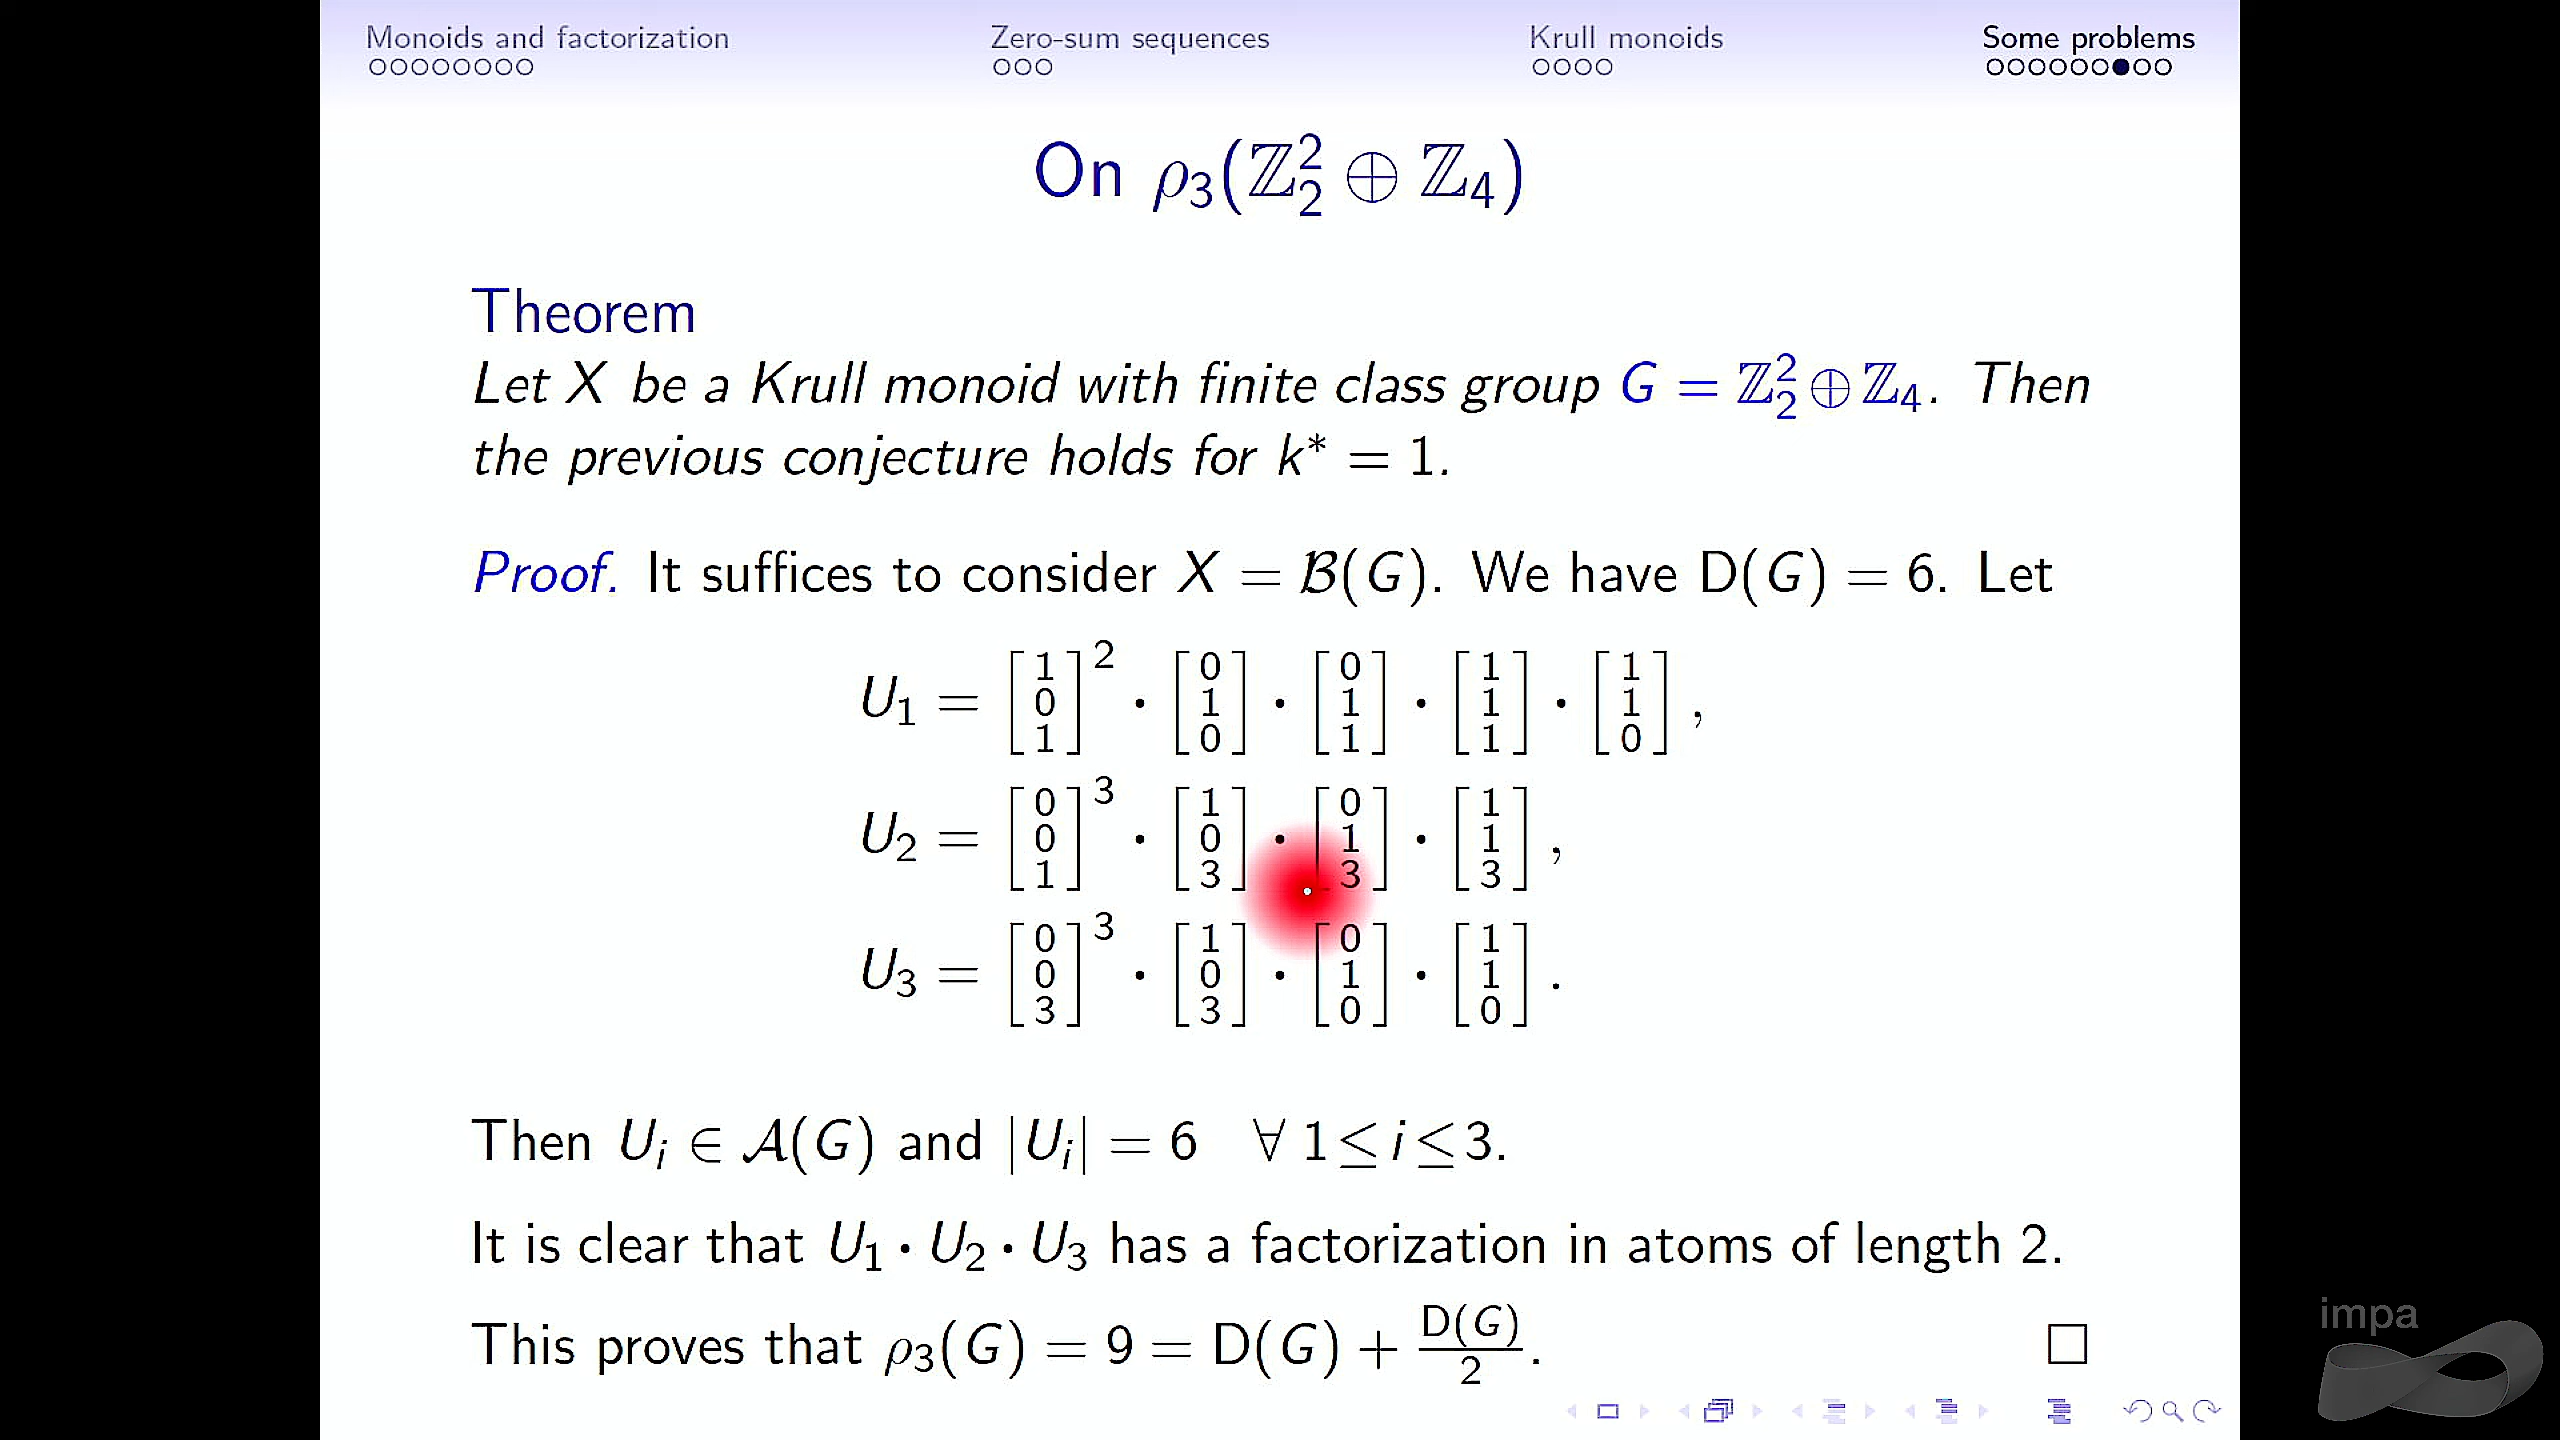 Monoids and factorization Zero-sum sequences Krull monoids Some problems
On ρ₃(ℤ₂² ⊕ ℤ₄)
Theorem
Let X be a Krull monoid with finite class group G = ℤ₂² ⊕ ℤ₄. Then
the previous conjecture holds for k* = 1.
Proof. It suffices to consider X = ℬ(G). We have D(G) = 6. Let
U₁ = [1 0 1]² · [0 1 0] · [0 1 1] · [1 1 1] · [1 1 0],
U₂ = [0 0 1]³ · [1 0 3] · [0 1 3] · [1 1 3],
U₃ = [0 0 3]³ · [1 0 3] · [0 1 0] · [1 1 0].
Then Uᵢ ∈ 𝒜(G) and |Uᵢ| = 6 ∀ 1 ≤ i ≤ 3.
It is clear that U₁ · U₂ · U₃ has a factorization in atoms of length 2.
This proves that ρ₃(G) = 9 = D(G) + D(G)/2. □
impa